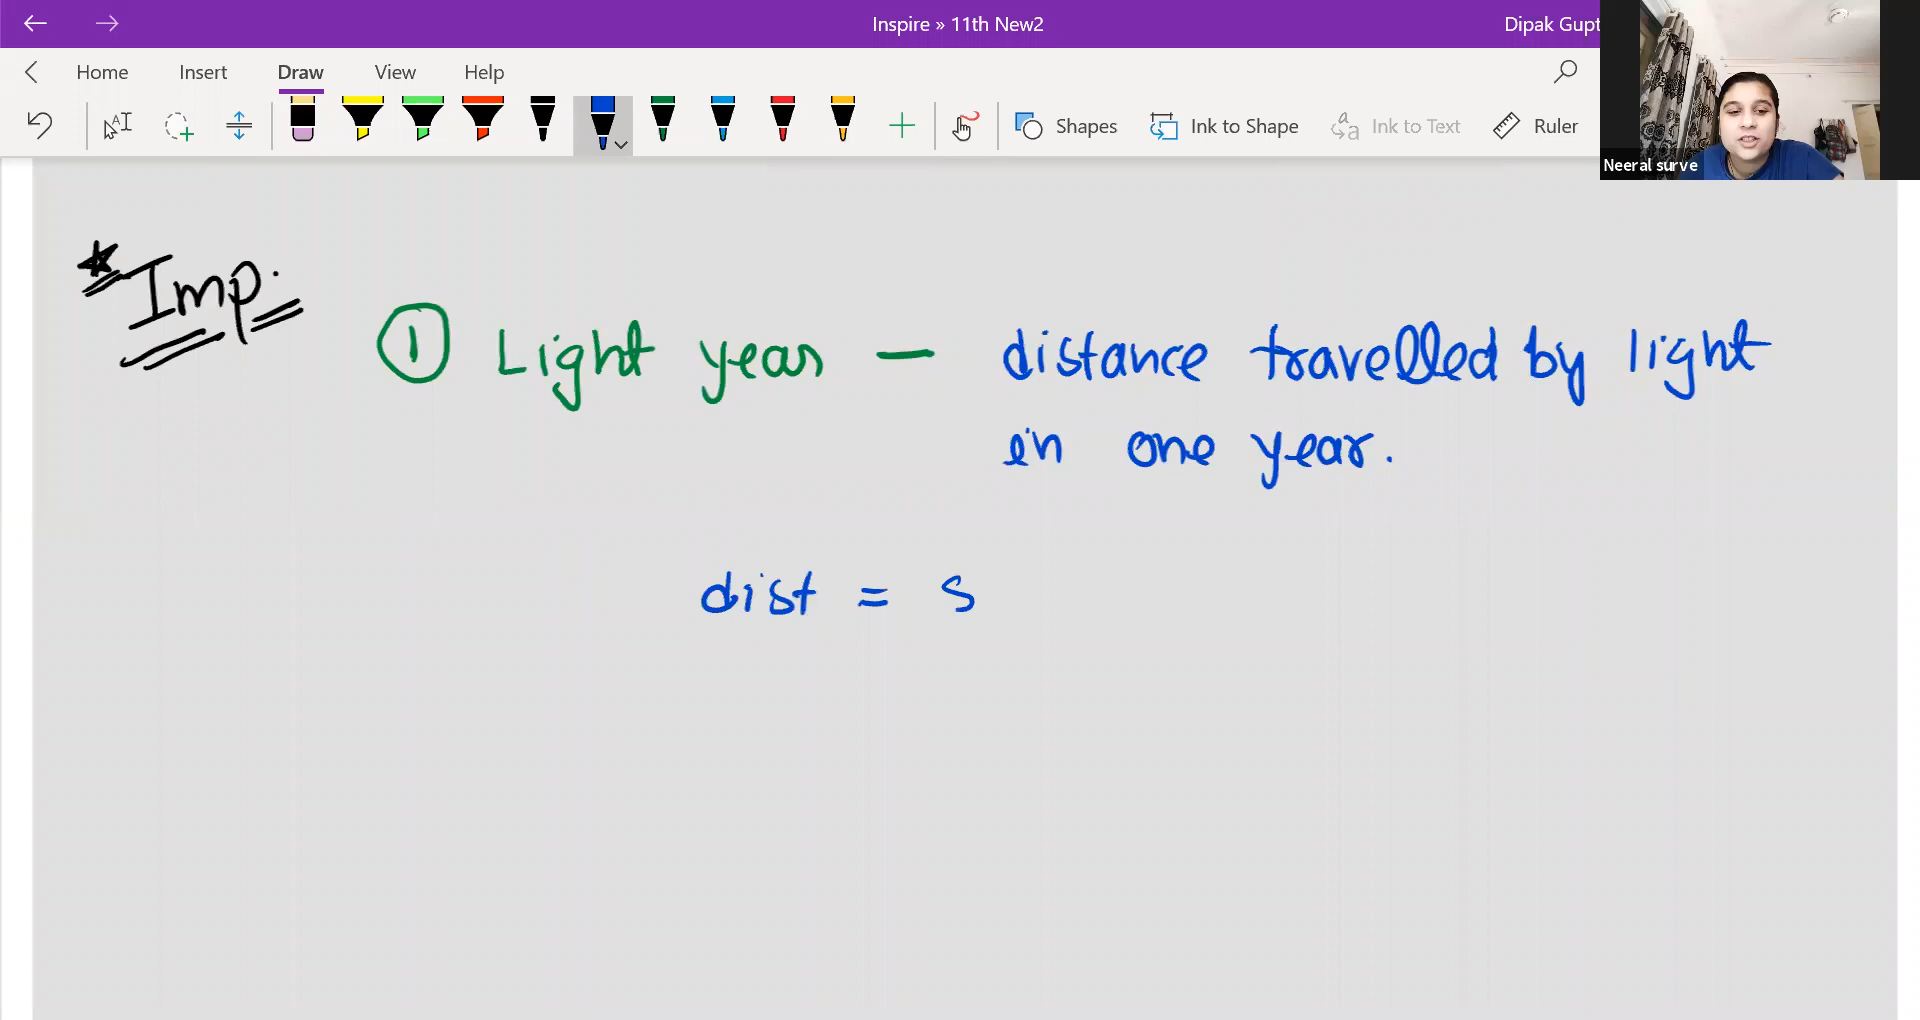 Inspire » 11th New2
Dipak Gupt
Home Insert Draw View Help
Shapes Ink to Shape Ink to Text Ruler
Neeral surve
* Imp.
① Light year — distance travelled by light
in one year.
dist = s